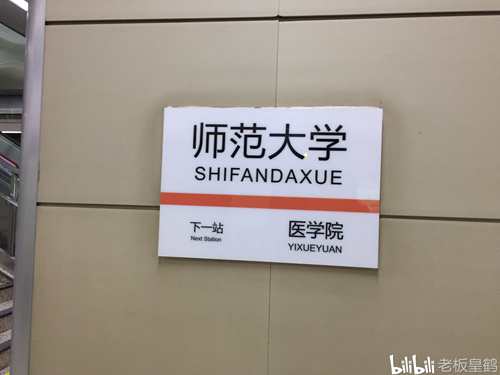 师范大学
SHIFANDAXUE
下一站
Next Station
医学院
YIXUEYUAN
bilibili 老板皇鹤